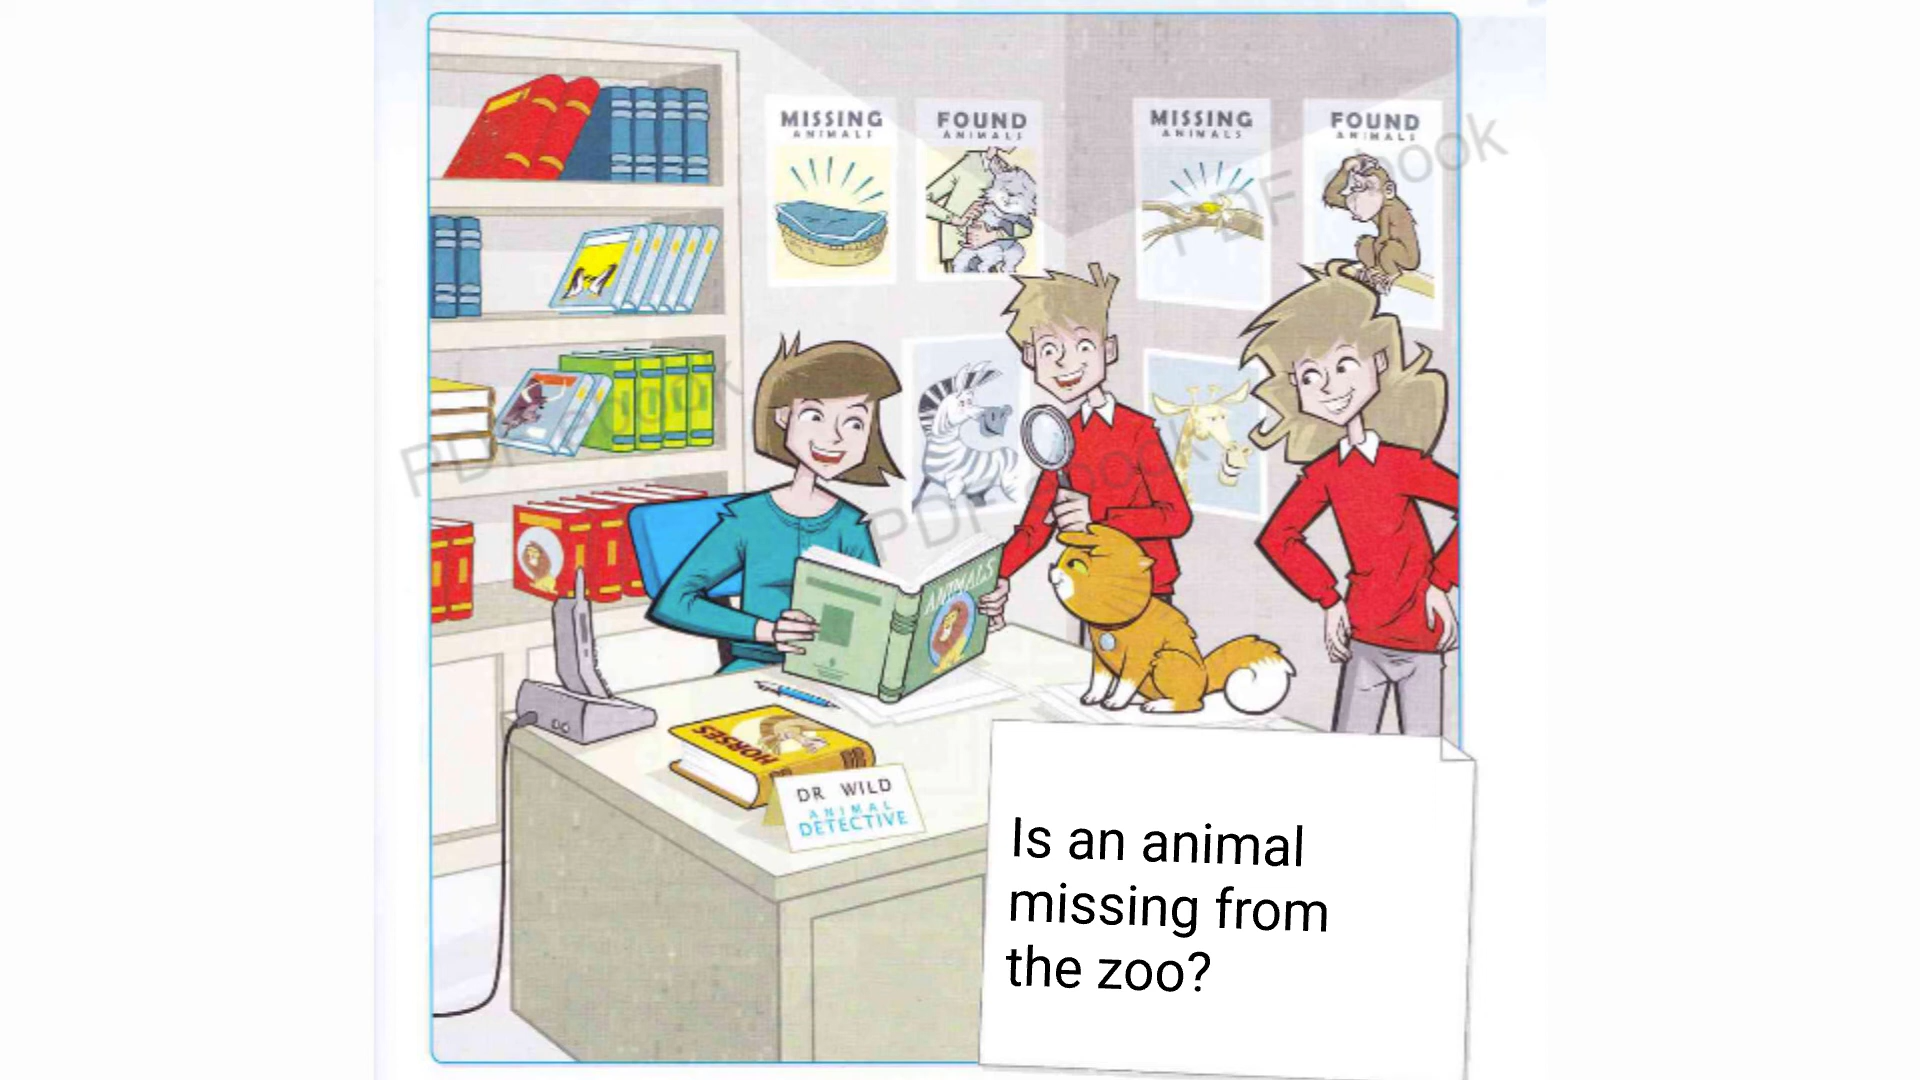 MISSING
ANIMALS
FOUND
ANIMALS
MISSING
ANIMALS
FOUND
ANIMALS
ANIMALS
HORSES
DR WILD
ANIMAL
DETECTIVE
Is an animal
missing from
the zoo?